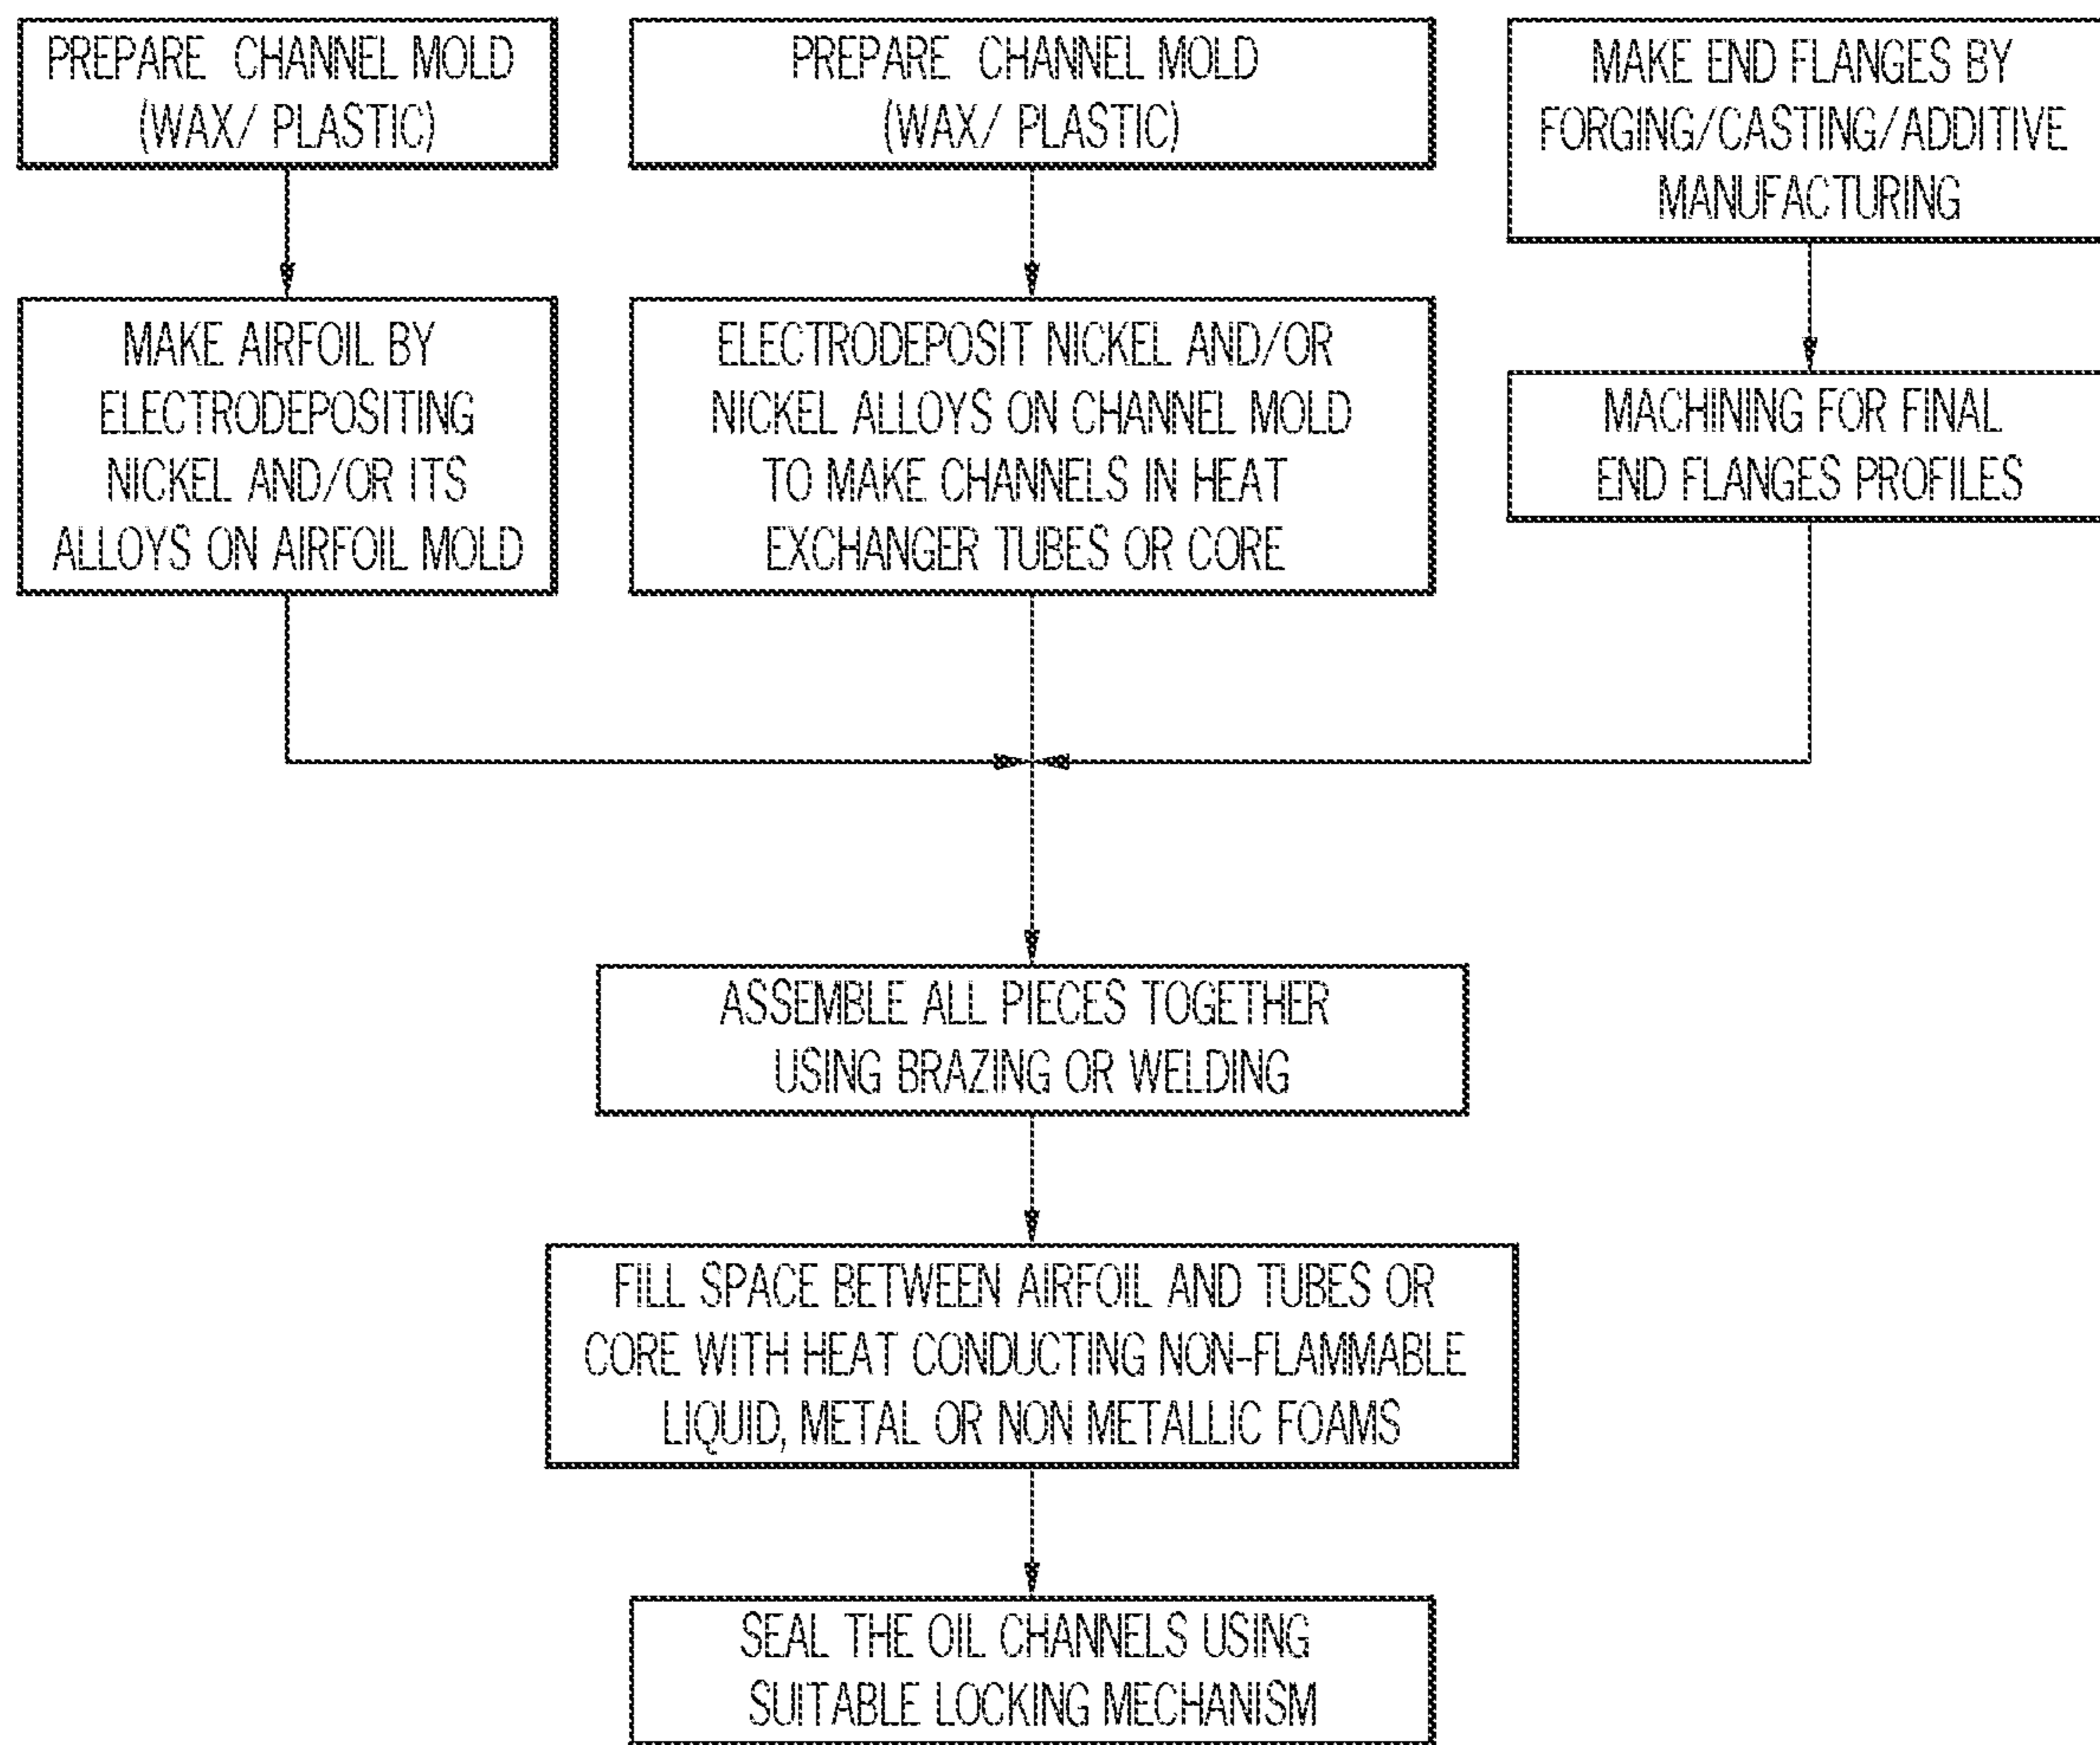 PREPARE CHANNEL MOLD
(WAX/ PLASTIC)
PREPARE CHANNEL MOLD
(WAX/ PLASTIC)
MAKE END FLANGES BY
FORGING/CASTING/ADDITIVE
MANUFACTURING
MAKE AIRFOIL BY
ELECTRODEPOSITING
NICKEL AND/OR ITS
ALLOYS ON AIRFOIL MOLD
ELECTRODEPOSIT NICKEL AND/OR
NICKEL ALLOYS ON CHANNEL MOLD
TO MAKE CHANNELS IN HEAT
EXCHANGER TUBES OR CORE
MACHINING FOR FINAL
END FLANGES PROFILES
ASSEMBLE ALL PIECES TOGETHER
USING BRAZING OR WELDING
FILL SPACE BETWEEN AIRFOIL AND TUBES OR
CORE WITH HEAT CONDUCTING NON-FLAMMABLE
LIQUID, METAL OR NON METALLIC FOAMS
SEAL THE OIL CHANNELS USING
SUITABLE LOCKING MECHANISM